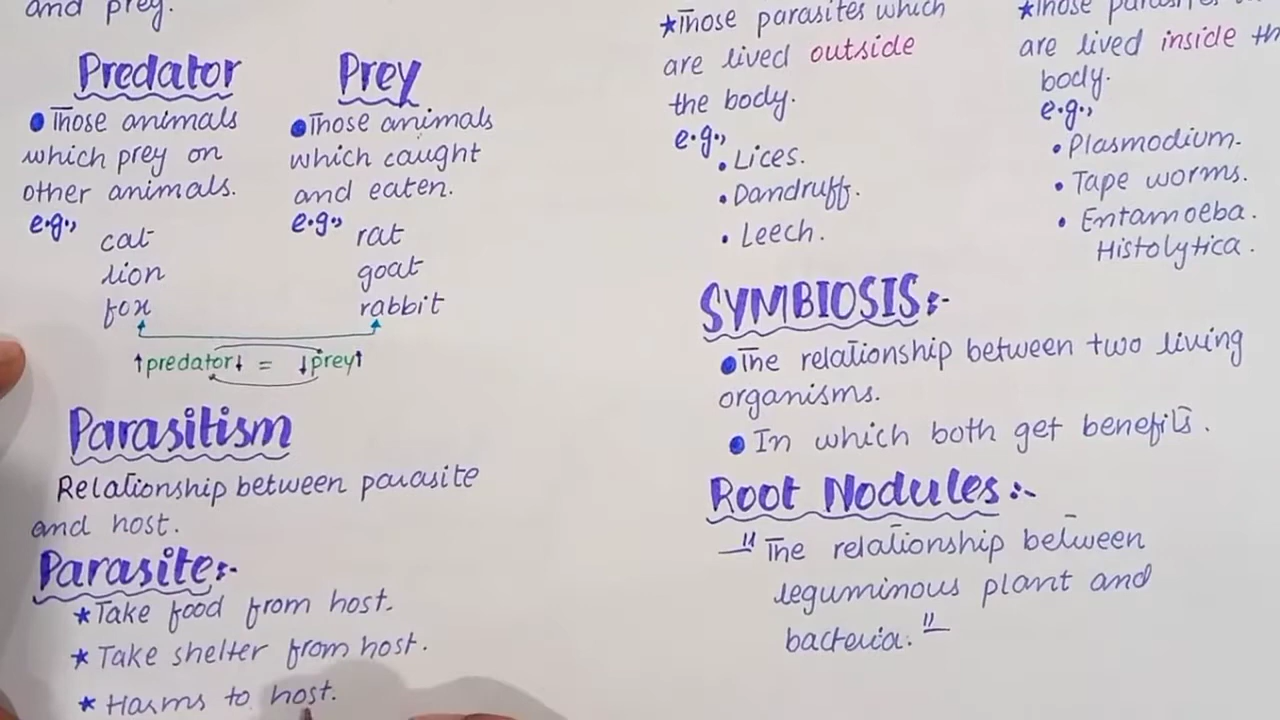 and prey.
Predator
•Those animals
which prey on
other animals.
e.g.,
cat
lion
fox
Prey
•Those animals
which caught
and eaten.
e.g.,
rat
goat
rabbit
↑predator↓ = ↓prey↑
Parasitism
Relationship between parasite
and host.
Parasite:-
★Take food from host.
★Take shelter from host.
★Harms to host.
★Those parasites which
are lived outside
the body.
e.g.,
•Lices.
•Dandruff.
•Leech.
★Those
are lived inside
body.
e.g.,
•Plasmodium.
•Tape worms.
•Entamoeba.
Histolytica.
SYMBIOSIS:-
•The relationship between two living
organisms.
•In which both get benefits.
Root Nodules:-
"The relationship between
leguminous plant and
bacteria."